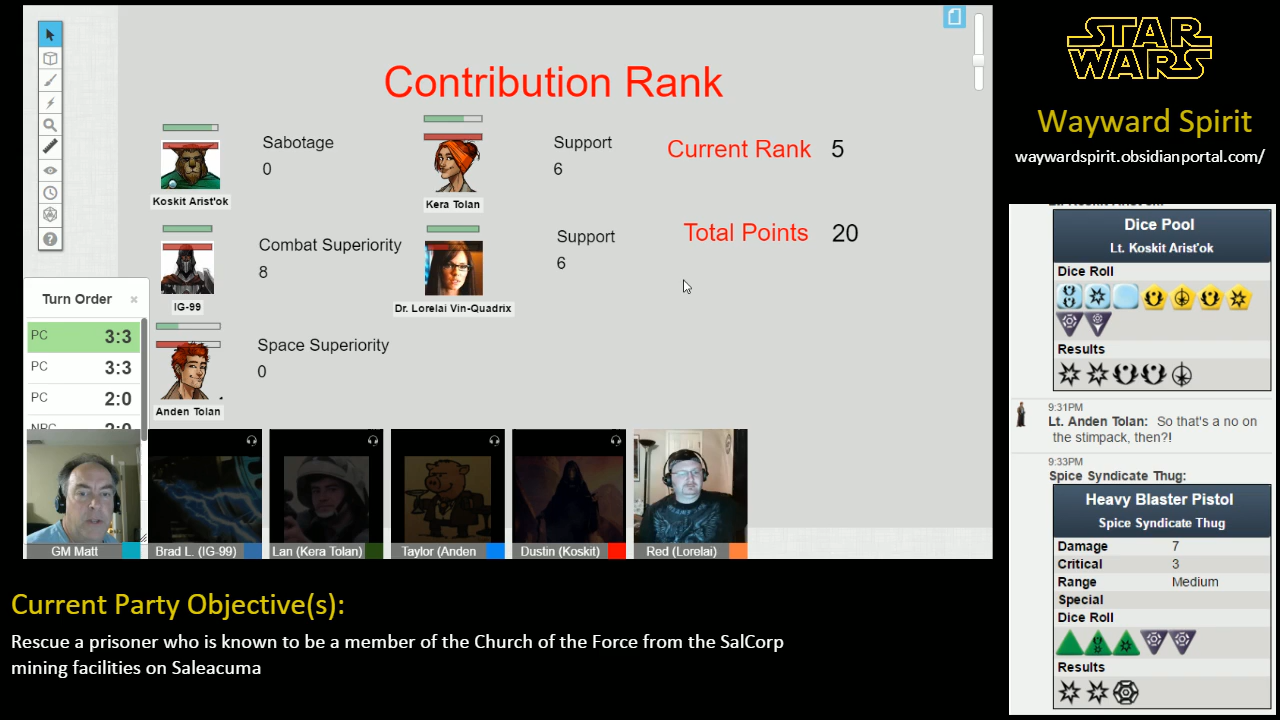 Contribution Rank
Koskit Arist'ok
Sabotage
0
Kera Tolan
Support
6
Current Rank 5
IG-99
Combat Superiority
8
Dr. Lorelai Vin-Quadrix
Support
6
Total Points 20
Anden Tolan
Space Superiority
0
Turn Order ×
PC 3:3
PC 3:3
PC 2:0
GM Matt
Brad L. (IG-99)
Lan (Kera Tolan)
Taylor (Anden
Dustin (Koskit)
Red (Lorelai)
Current Party Objective(s):
Rescue a prisoner who is known to be a member of the Church of the Force from the SalCorp
mining facilities on Saleacuma
STAR
WARS
Wayward Spirit
waywardspirit.obsidianportal.com/
Dice Pool
Lt. Koskit Arist'ok
Dice Roll
Results
9:31PM
Lt. Anden Tolan: So that's a no on
the stimpack, then?!
9:33PM
Spice Syndicate Thug:
Heavy Blaster Pistol
Spice Syndicate Thug
Damage 7
Critical 3
Range Medium
Special
Dice Roll
Results